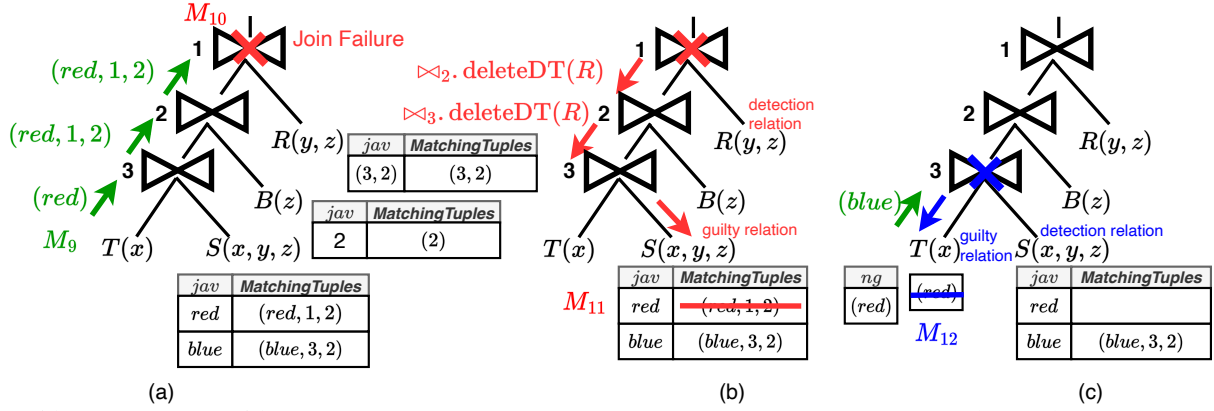 M₁₀
1
Join Failure
(red, 1, 2)
2
(red, 1, 2)
R(y, z)
3
(red)
B(z)
M₉
T(x)
S(x, y, z)
jav MatchingTuples
(3, 2) (3, 2)
jav MatchingTuples
2 (2)
jav MatchingTuples
red (red, 1, 2)
blue (blue, 3, 2)
(a)
1
⋈₂. deleteDT(R)
2
⋈₃. deleteDT(R)
detection
relation
R(y, z)
3
B(z)
guilty relation
T(x)
S(x, y, z)
jav MatchingTuples
M₁₁
red (red, 1, 2)
blue (blue, 3, 2)
(b)
1
2
R(y, z)
3
(blue)
B(z)
T(x)
guilty
relation
detection relation
S(x, y, z)
ng
(red)
(red)
M₁₂
jav MatchingTuples
red
blue (blue, 3, 2)
(c)